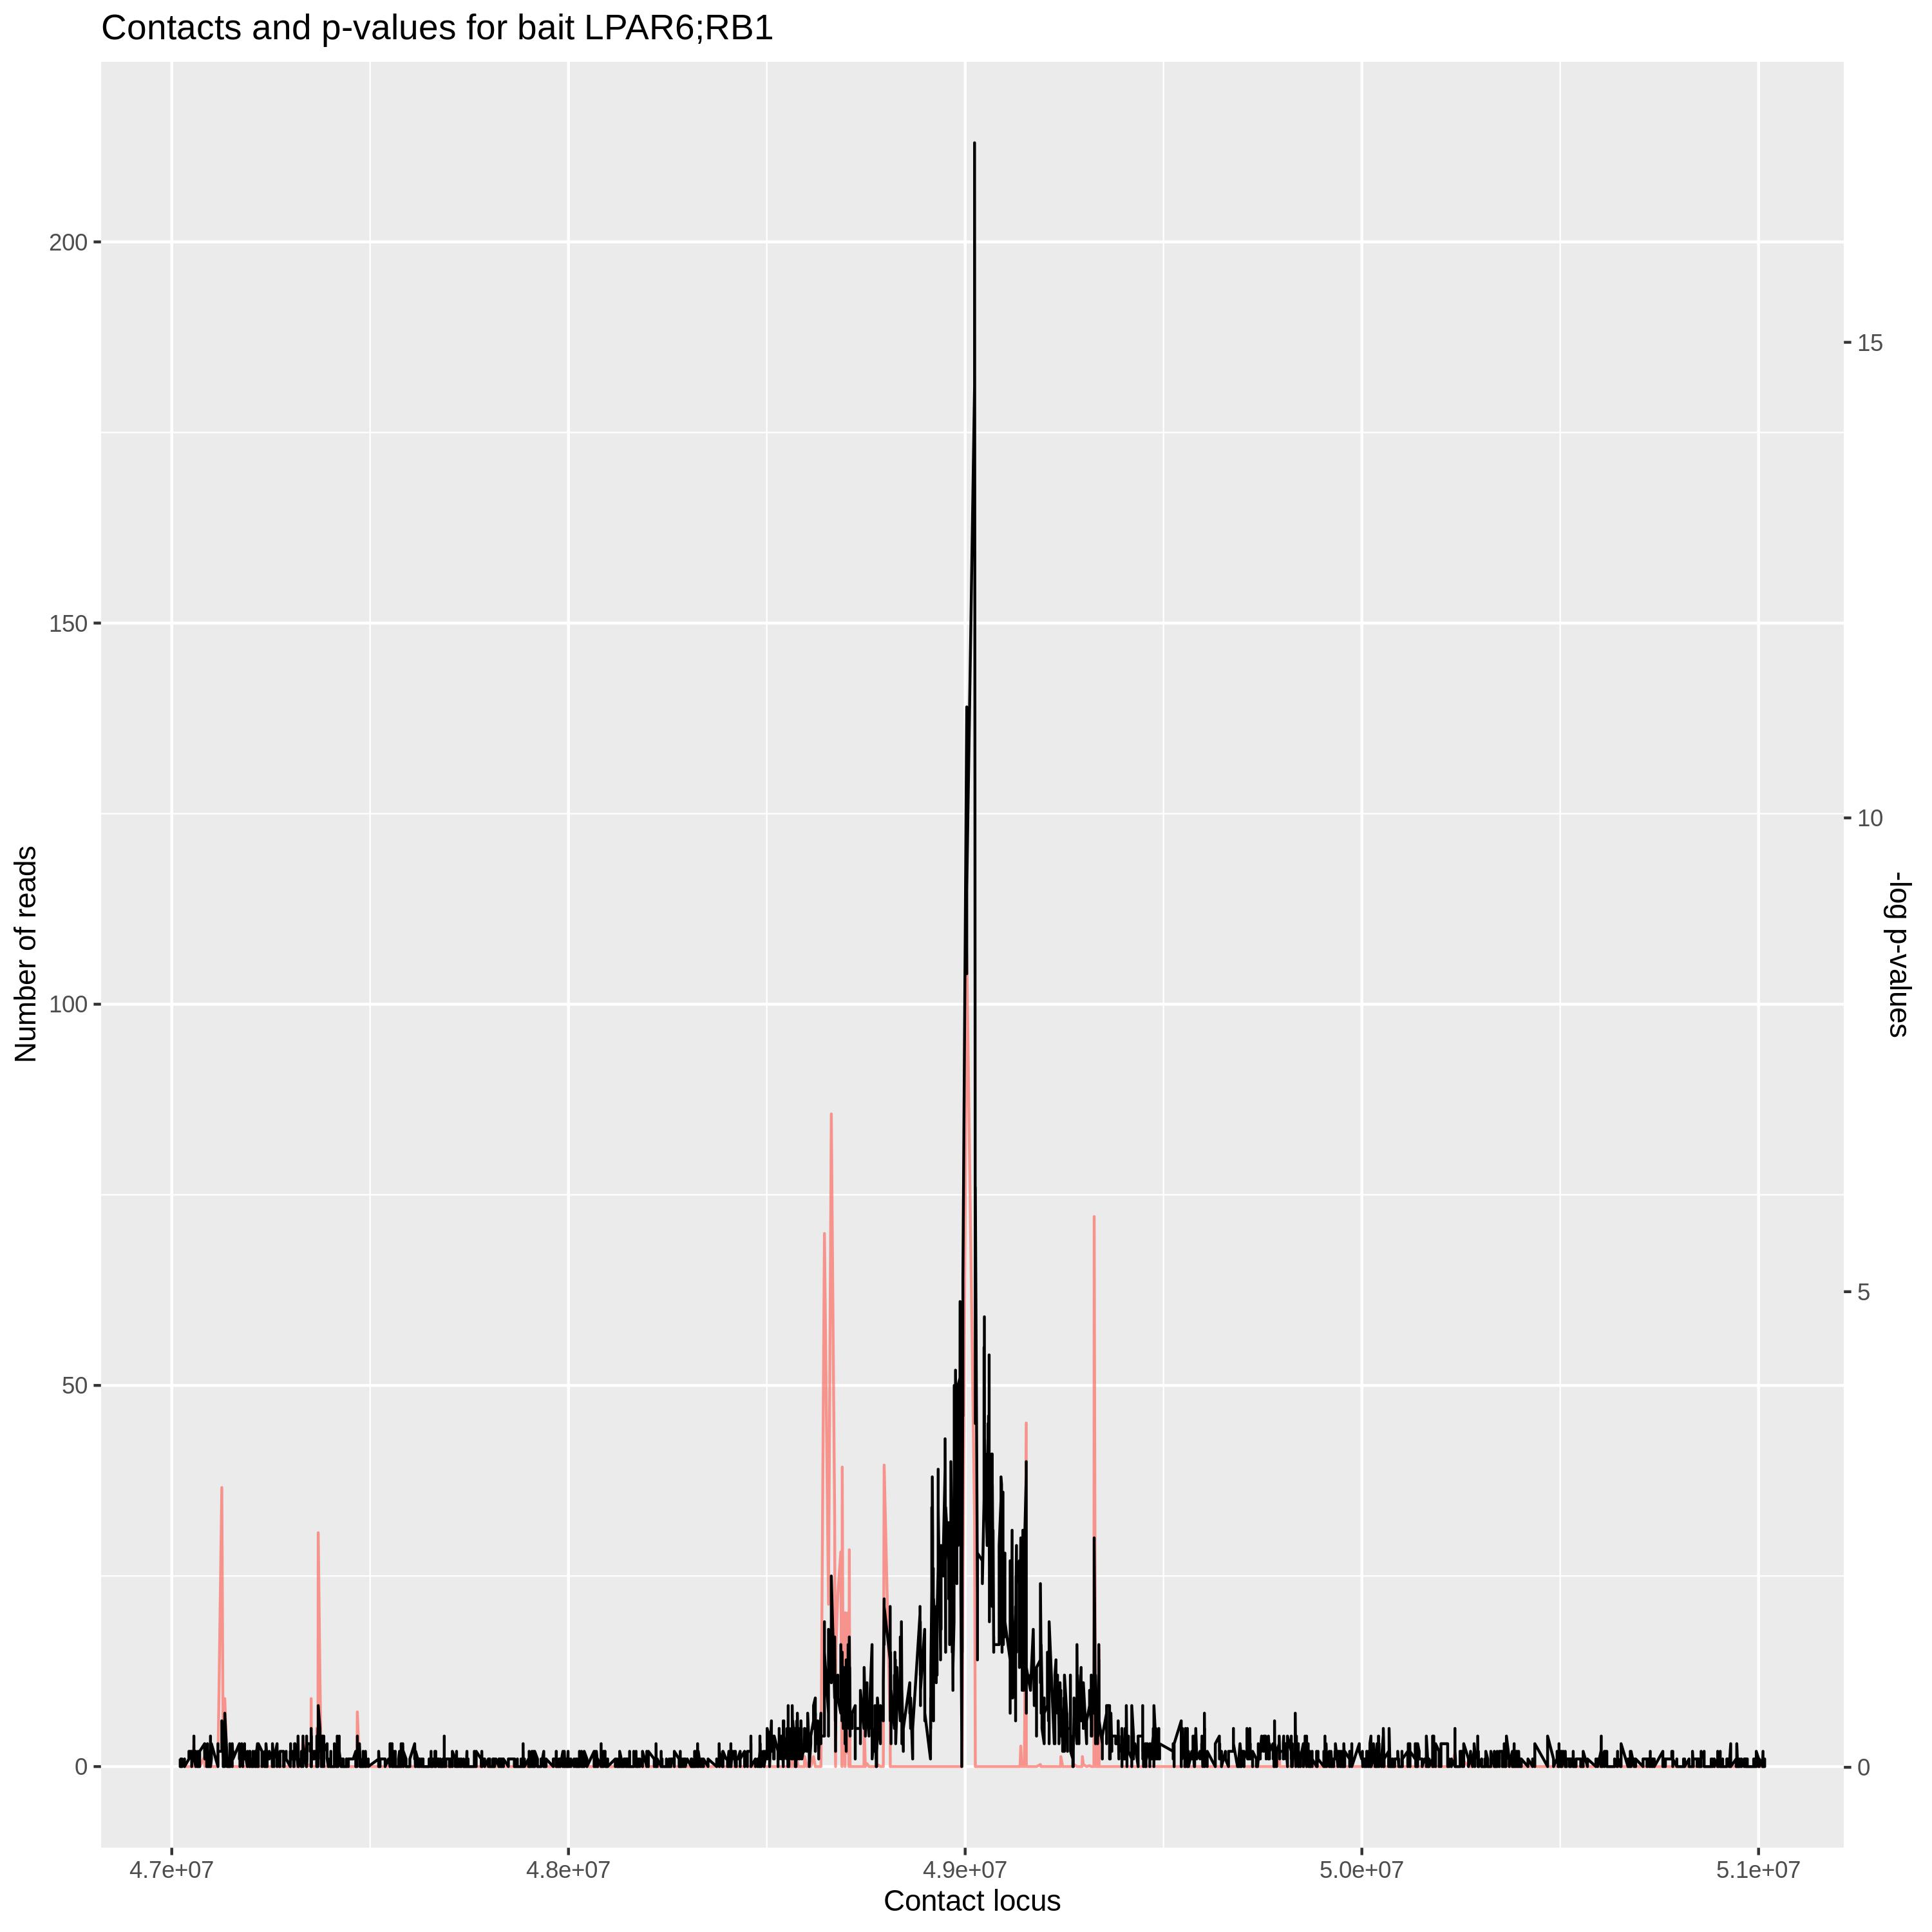 Contacts and p-values for bait LPAR6;RB1
Number of reads
200
150
100
50
0
15
10
5
0
-log p-values
4.7e+07 4.8e+07 4.9e+07 5.0e+07 5.1e+07
Contact locus